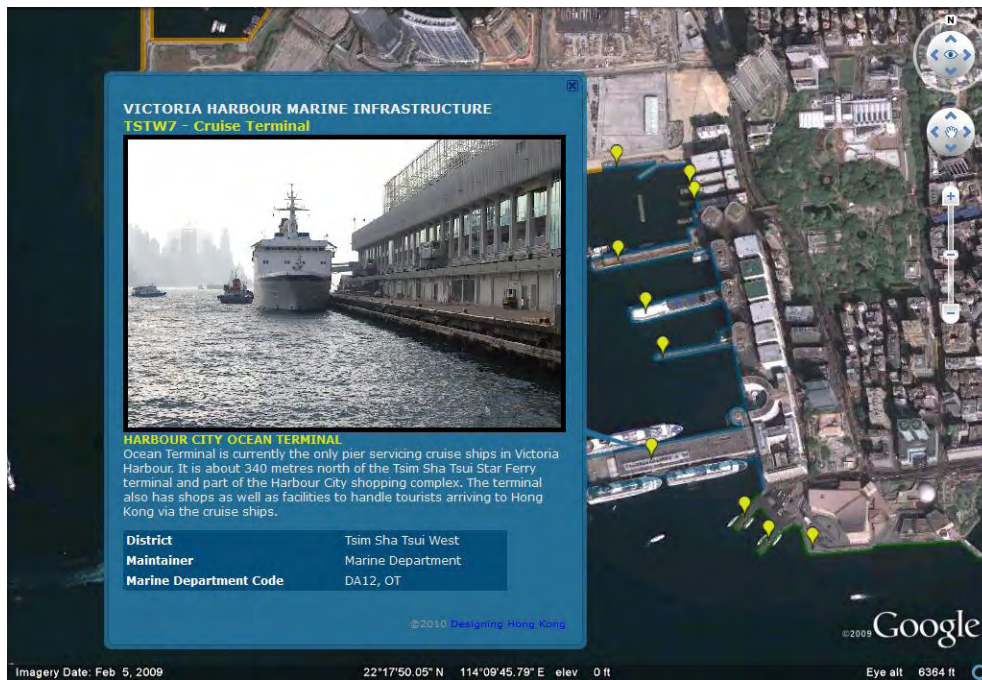 N
VICTORIA HARBOUR MARINE INFRASTRUCTURE
TSTW7 - Cruise Terminal
HARBOUR CITY OCEAN TERMINAL
Ocean Terminal is currently the only pier servicing cruise ships in Victoria
Harbour. It is about 340 metres north of the Tsim Sha Tsui Star Ferry
terminal and part of the Harbour City shopping complex. The terminal
also has shops as well as facilities to handle tourists arriving to Hong
Kong via the cruise ships.
District Tsim Sha Tsui West
Maintainer Marine Department
Marine Department Code DA12, OT
©2010 Designing Hong Kong
©2009 Google
Imagery Date: Feb 5, 2009 22°17'50.05" N 114°09'45.79" E elev 0 ft Eye alt 6364 ft